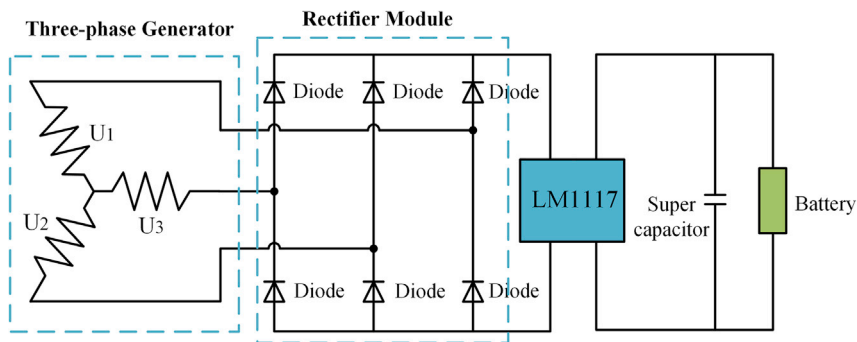 Three-phase Generator
Rectifier Module
Diode
Diode
Diode
U1
U2
U3
LM1117
Super
capacitor
Battery
Diode
Diode
Diode